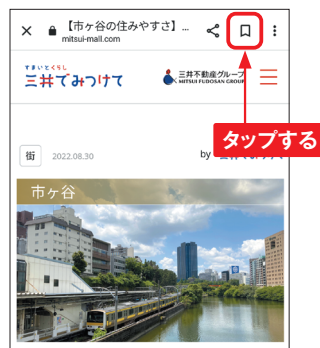 【市ヶ谷の住みやすさ】...
mitsui-mall.com
すまいとくらし
三井でみつけて
三井不動産グループ
MITSUI FUDOSAN GROUP
タップする
街 2022.08.30 by
市ヶ谷